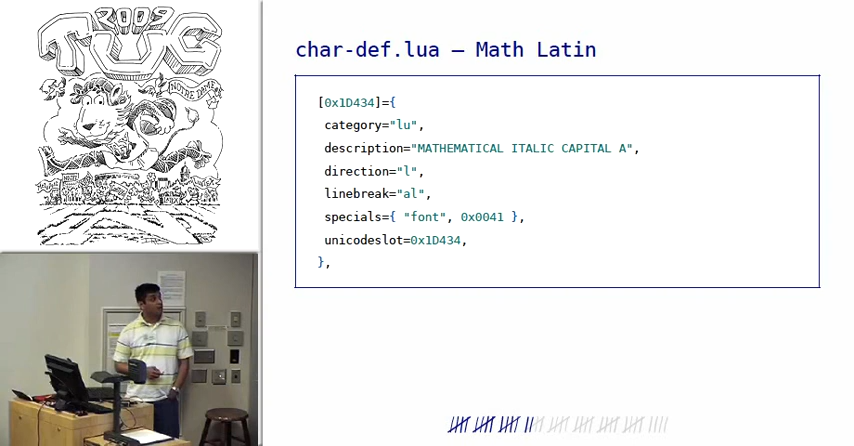 2009
TUG
NOTRE DAME
char-def.lua — Math Latin
[0x1D434]={
category="lu",
description="MATHEMATICAL ITALIC CAPITAL A",
direction="l",
linebreak="al",
specials={ "font", 0x0041 },
unicodeslot=0x1D434,
},